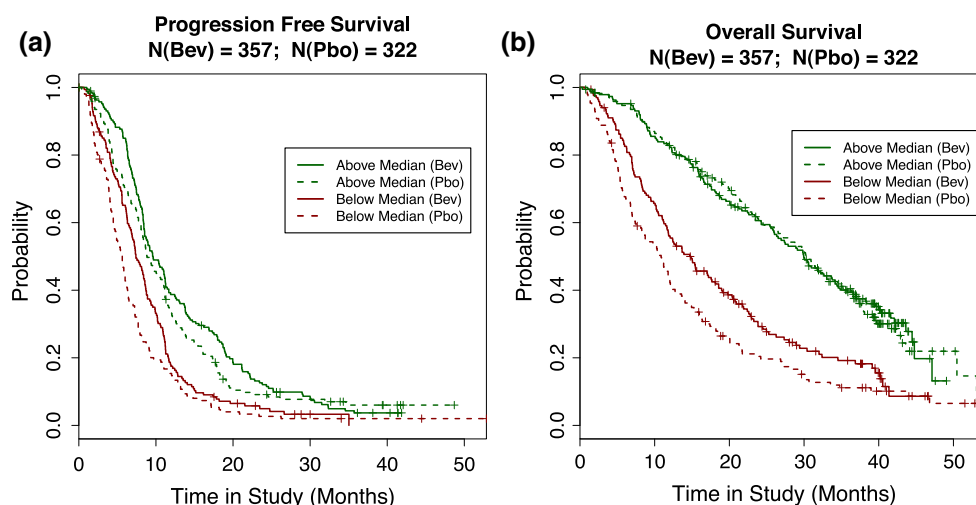 (a)
Progression Free Survival
N(Bev) = 357; N(Pbo) = 322
1.0
0.8
0.6
0.4
0.2
0.0
Probability
Above Median (Bev)
Above Median (Pbo)
Below Median (Bev)
Below Median (Pbo)
0 10 20 30 40 50
Time in Study (Months)
(b)
Overall Survival
N(Bev) = 357; N(Pbo) = 322
1.0
0.8
0.6
0.4
0.2
0.0
Probability
Above Median (Bev)
Above Median (Pbo)
Below Median (Bev)
Below Median (Pbo)
0 10 20 30 40 50
Time in Study (Months)